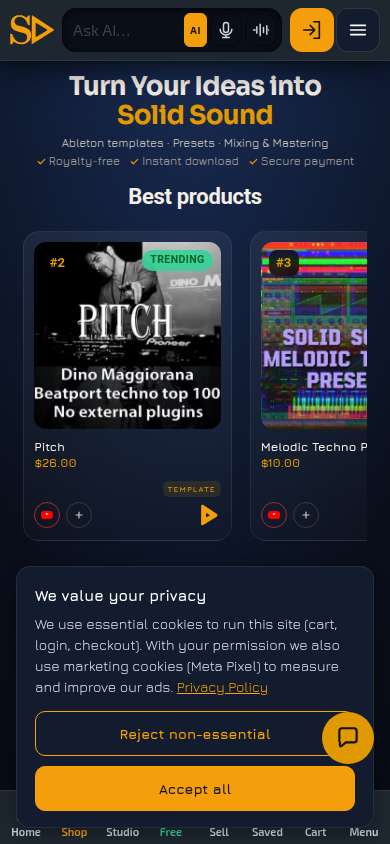 SD
Ask AI...
AI
Turn Your Ideas into
Solid Sound
Ableton templates · Presets · Mixing & Mastering
✓ Royalty-free ✓ Instant download ✓ Secure payment
Best products
#2
TRENDING
DINO M
PITCH
Pioneer
Dino Maggiorana
Beatport techno top 100
No external plugins
Pitch
$26.00
TEMPLATE
#3
SOLID SO
MELODIC T
PRESE
Melodic Techno P
$10.00
We value your privacy
We use essential cookies to run this site (cart,
login, checkout). With your permission we also
use marketing cookies (Meta Pixel) to measure
and improve our ads. Privacy Policy
Reject non-essential
Accept all
Home Shop Studio Free Sell Saved Cart Menu